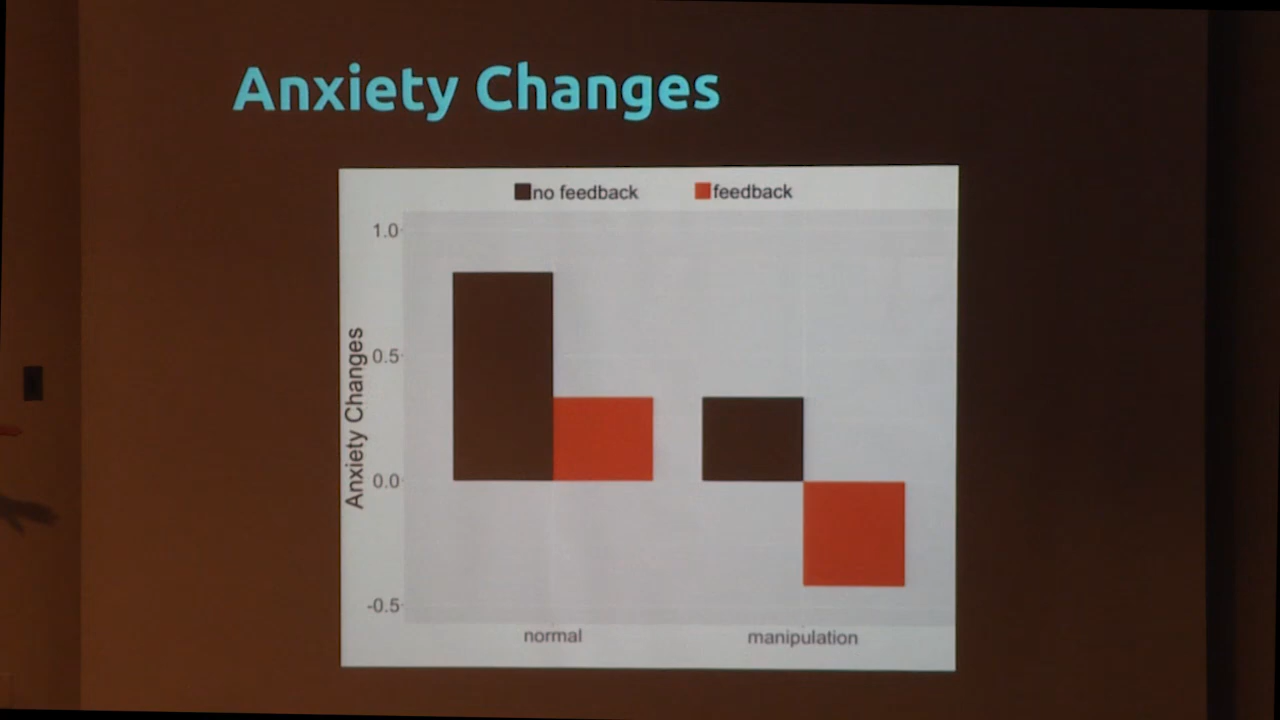 Anxiety Changes
no feedback feedback
Anxiety Changes
1.0
0.5
0.0
-0.5
normal manipulation